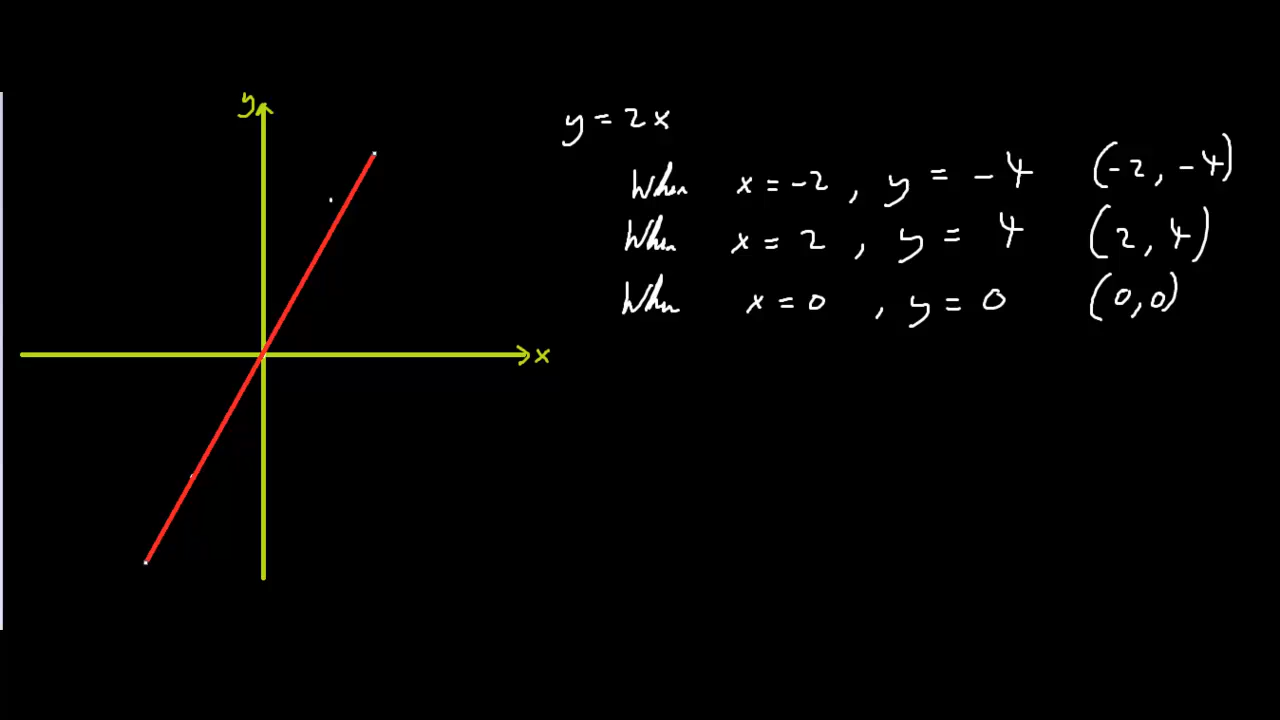 y
x
y = 2x
When x = -2 , y = -4 (-2, -4)
When x = 2 , y = 4 (2, 4)
When x = 0 , y = 0 (0,0)